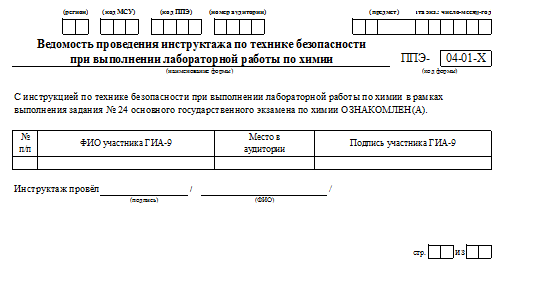 (регион) (код МСУ) (код ППЭ) (номер аудитории) (предмет) (та экз.: число-месяц-год
Ведомость проведения инструктажа по технике безопасности
при выполнении лабораторной работы по химии
(наименование формы)
ППЭ- 04-01-Х
(код формы)
С инструкцией по технике безопасности при выполнении лабораторной работы по химии в рамках
выполнения задания № 24 основного государственного экзамена по химии ОЗНАКОМЛЕН(А).
№ п/п ФИО участника ГИА-9 Место в аудитории Подпись участника ГИА-9
Инструктаж провёл / /
(подпись) (ФИО)
стр. из